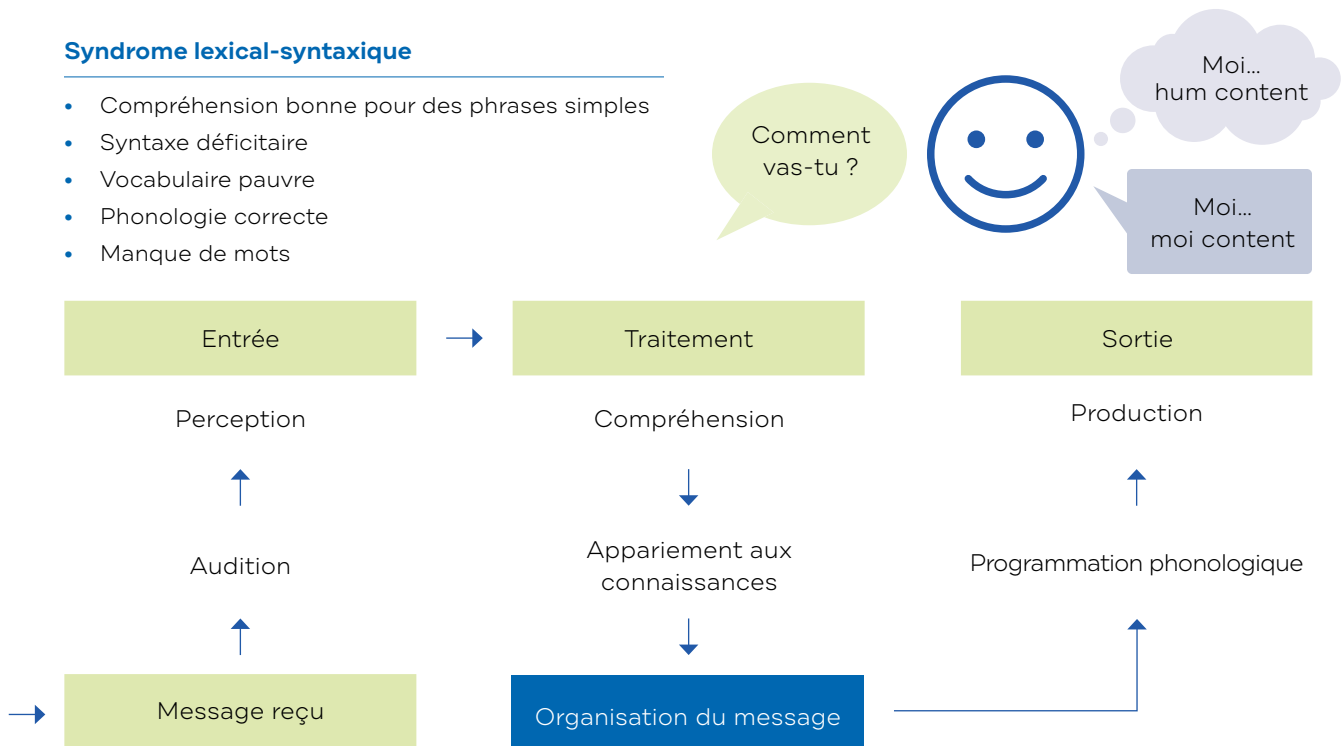 Syndrome lexical-syntaxique
• Compréhension bonne pour des phrases simples
• Syntaxe déficitaire
• Vocabulaire pauvre
• Phonologie correcte
• Manque de mots
Comment
vas-tu ?
Moi...
hum content
Moi...
moi content
Entrée
Traitement
Sortie
Perception
Compréhension
Production
Audition
Appariement aux
connaissances
Programmation phonologique
Message reçu
Organisation du message